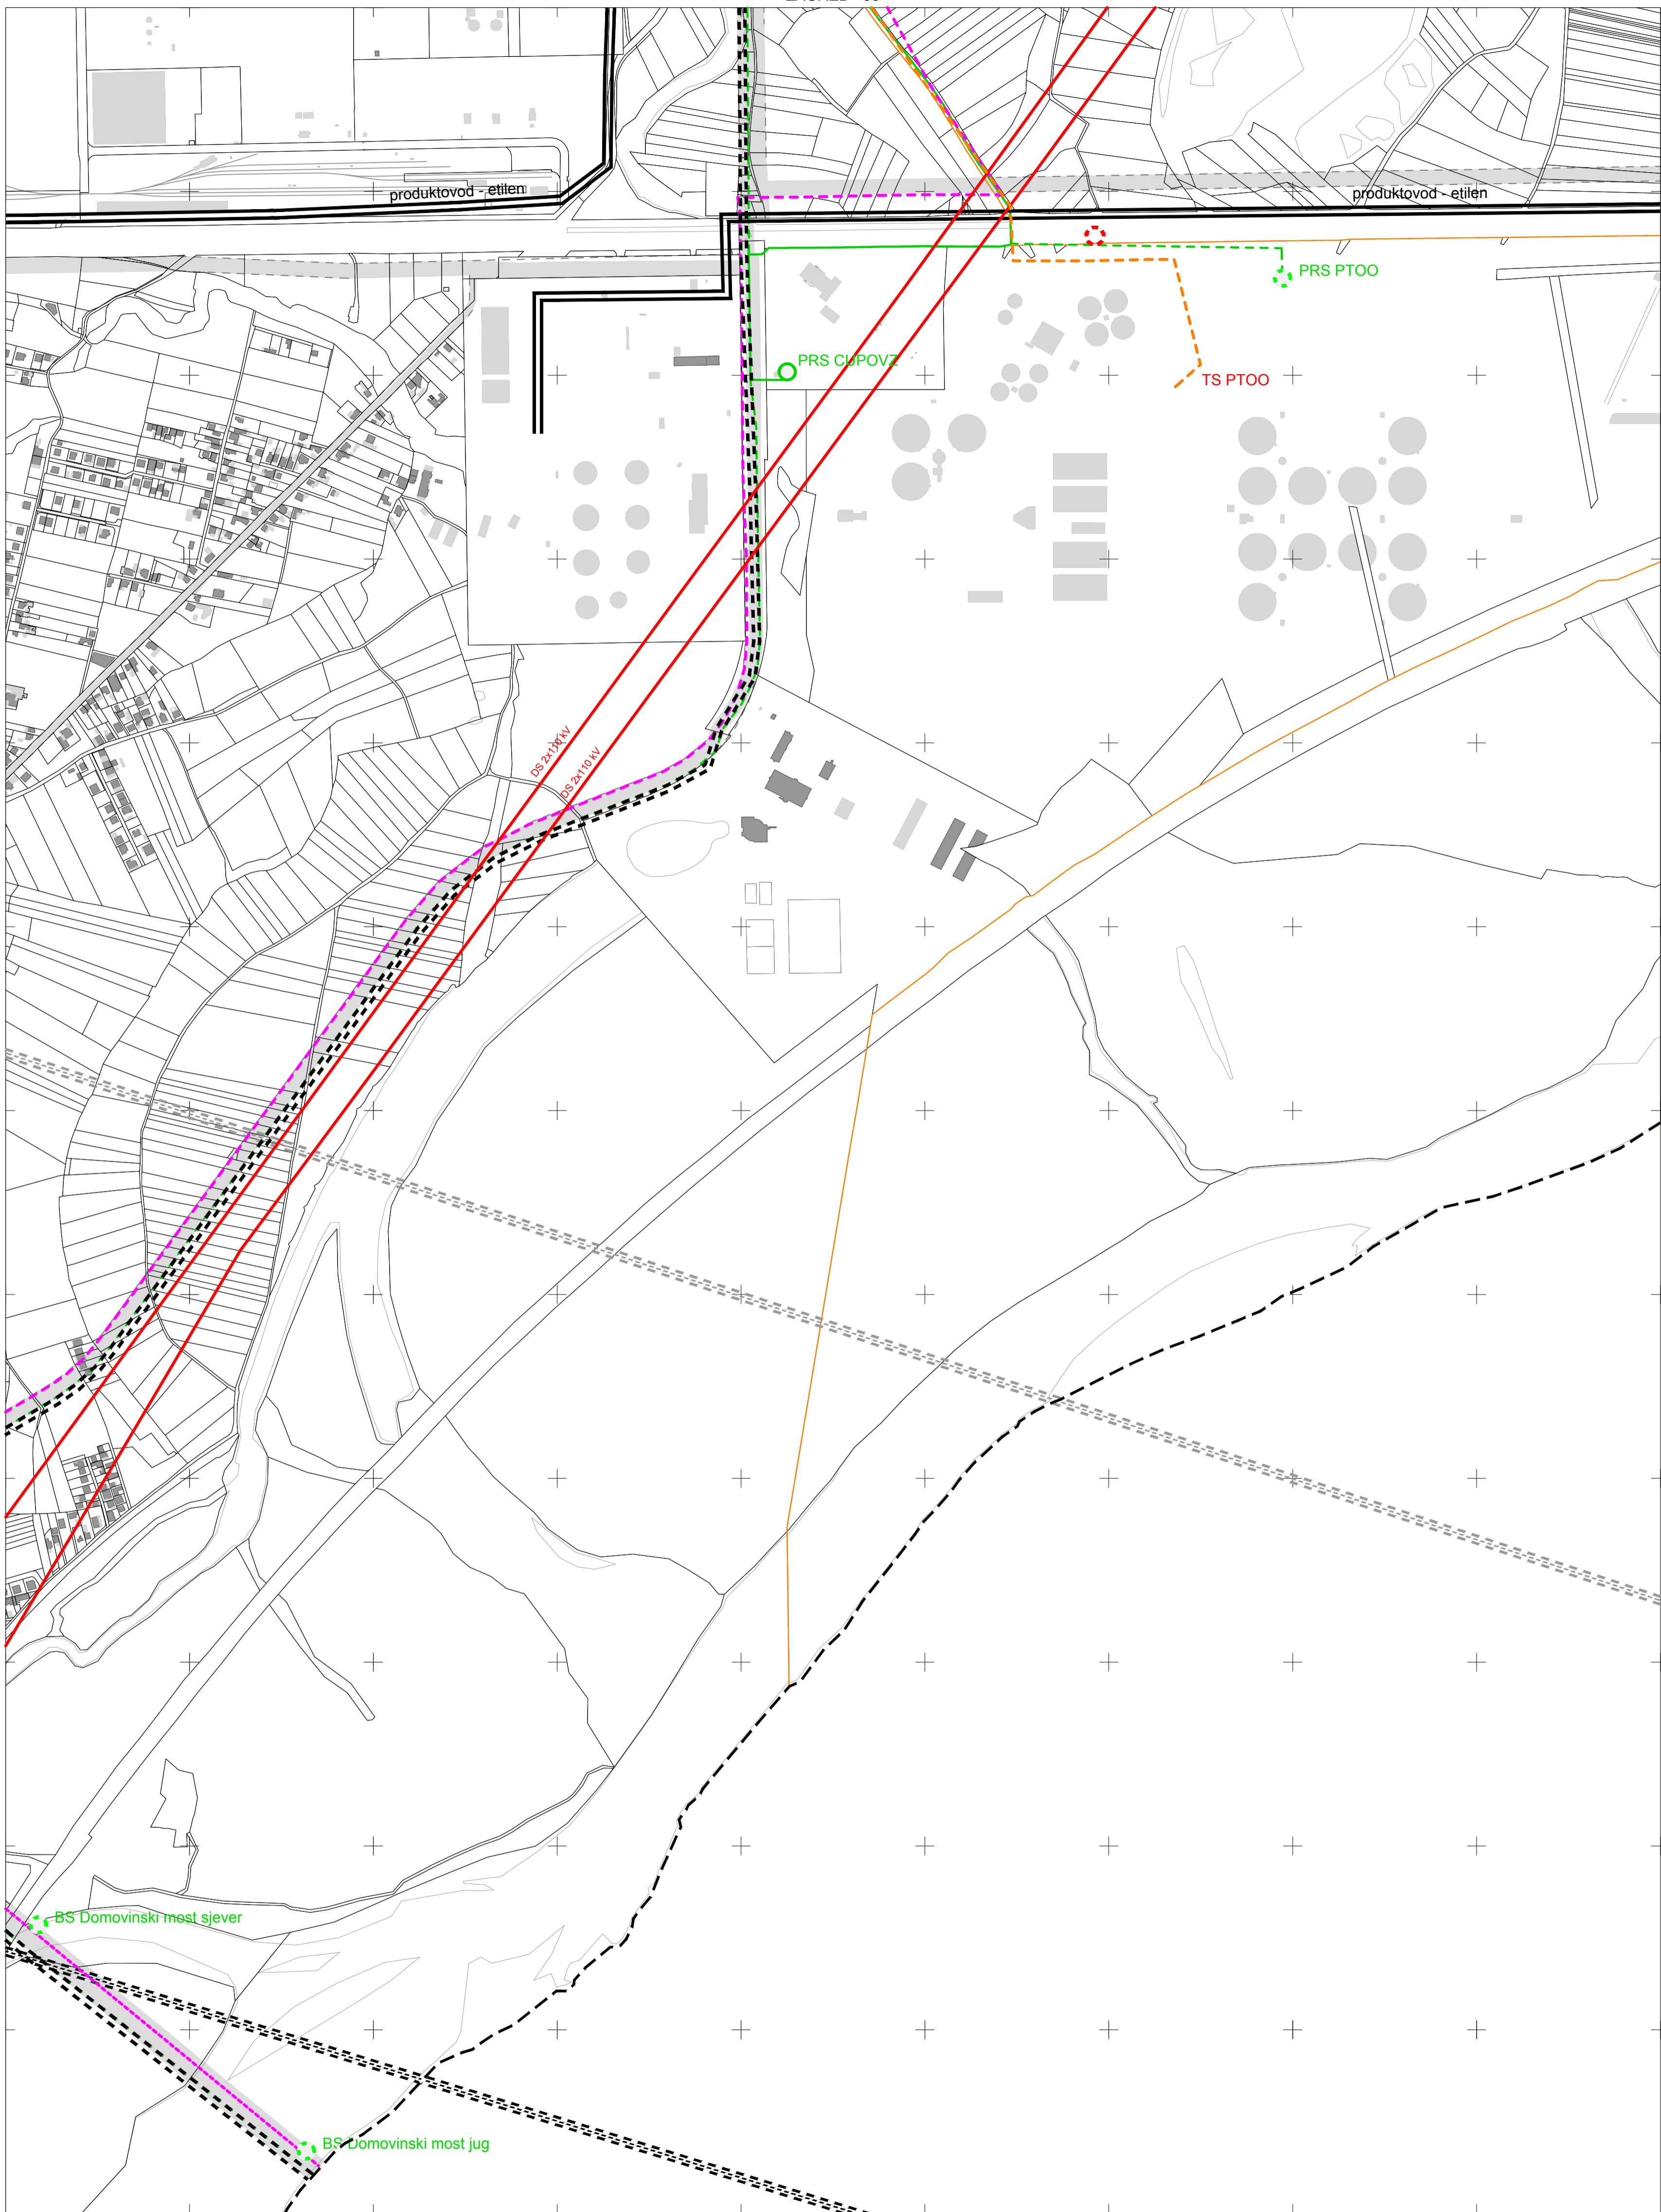 produktovod - etilen
produktovod - etilen
PRS PTOO
PRS CUPOVZ
TS PTOO
DS 2x110 kV
DS 2x110 kV
BS Domovinski most sjever
BS Domovinski most jug